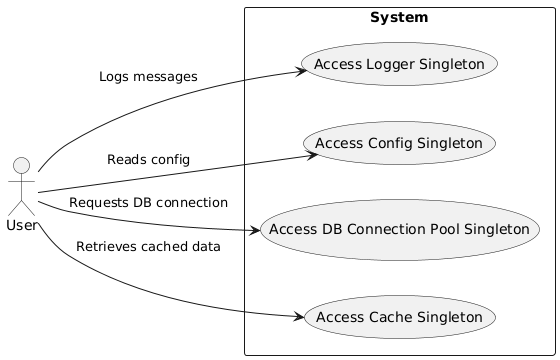 System
Logs messages
Access Logger Singleton
Reads config
Access Config Singleton
Requests DB connection
User
Access DB Connection Pool Singleton
Retrieves cached data
Access Cache Singleton